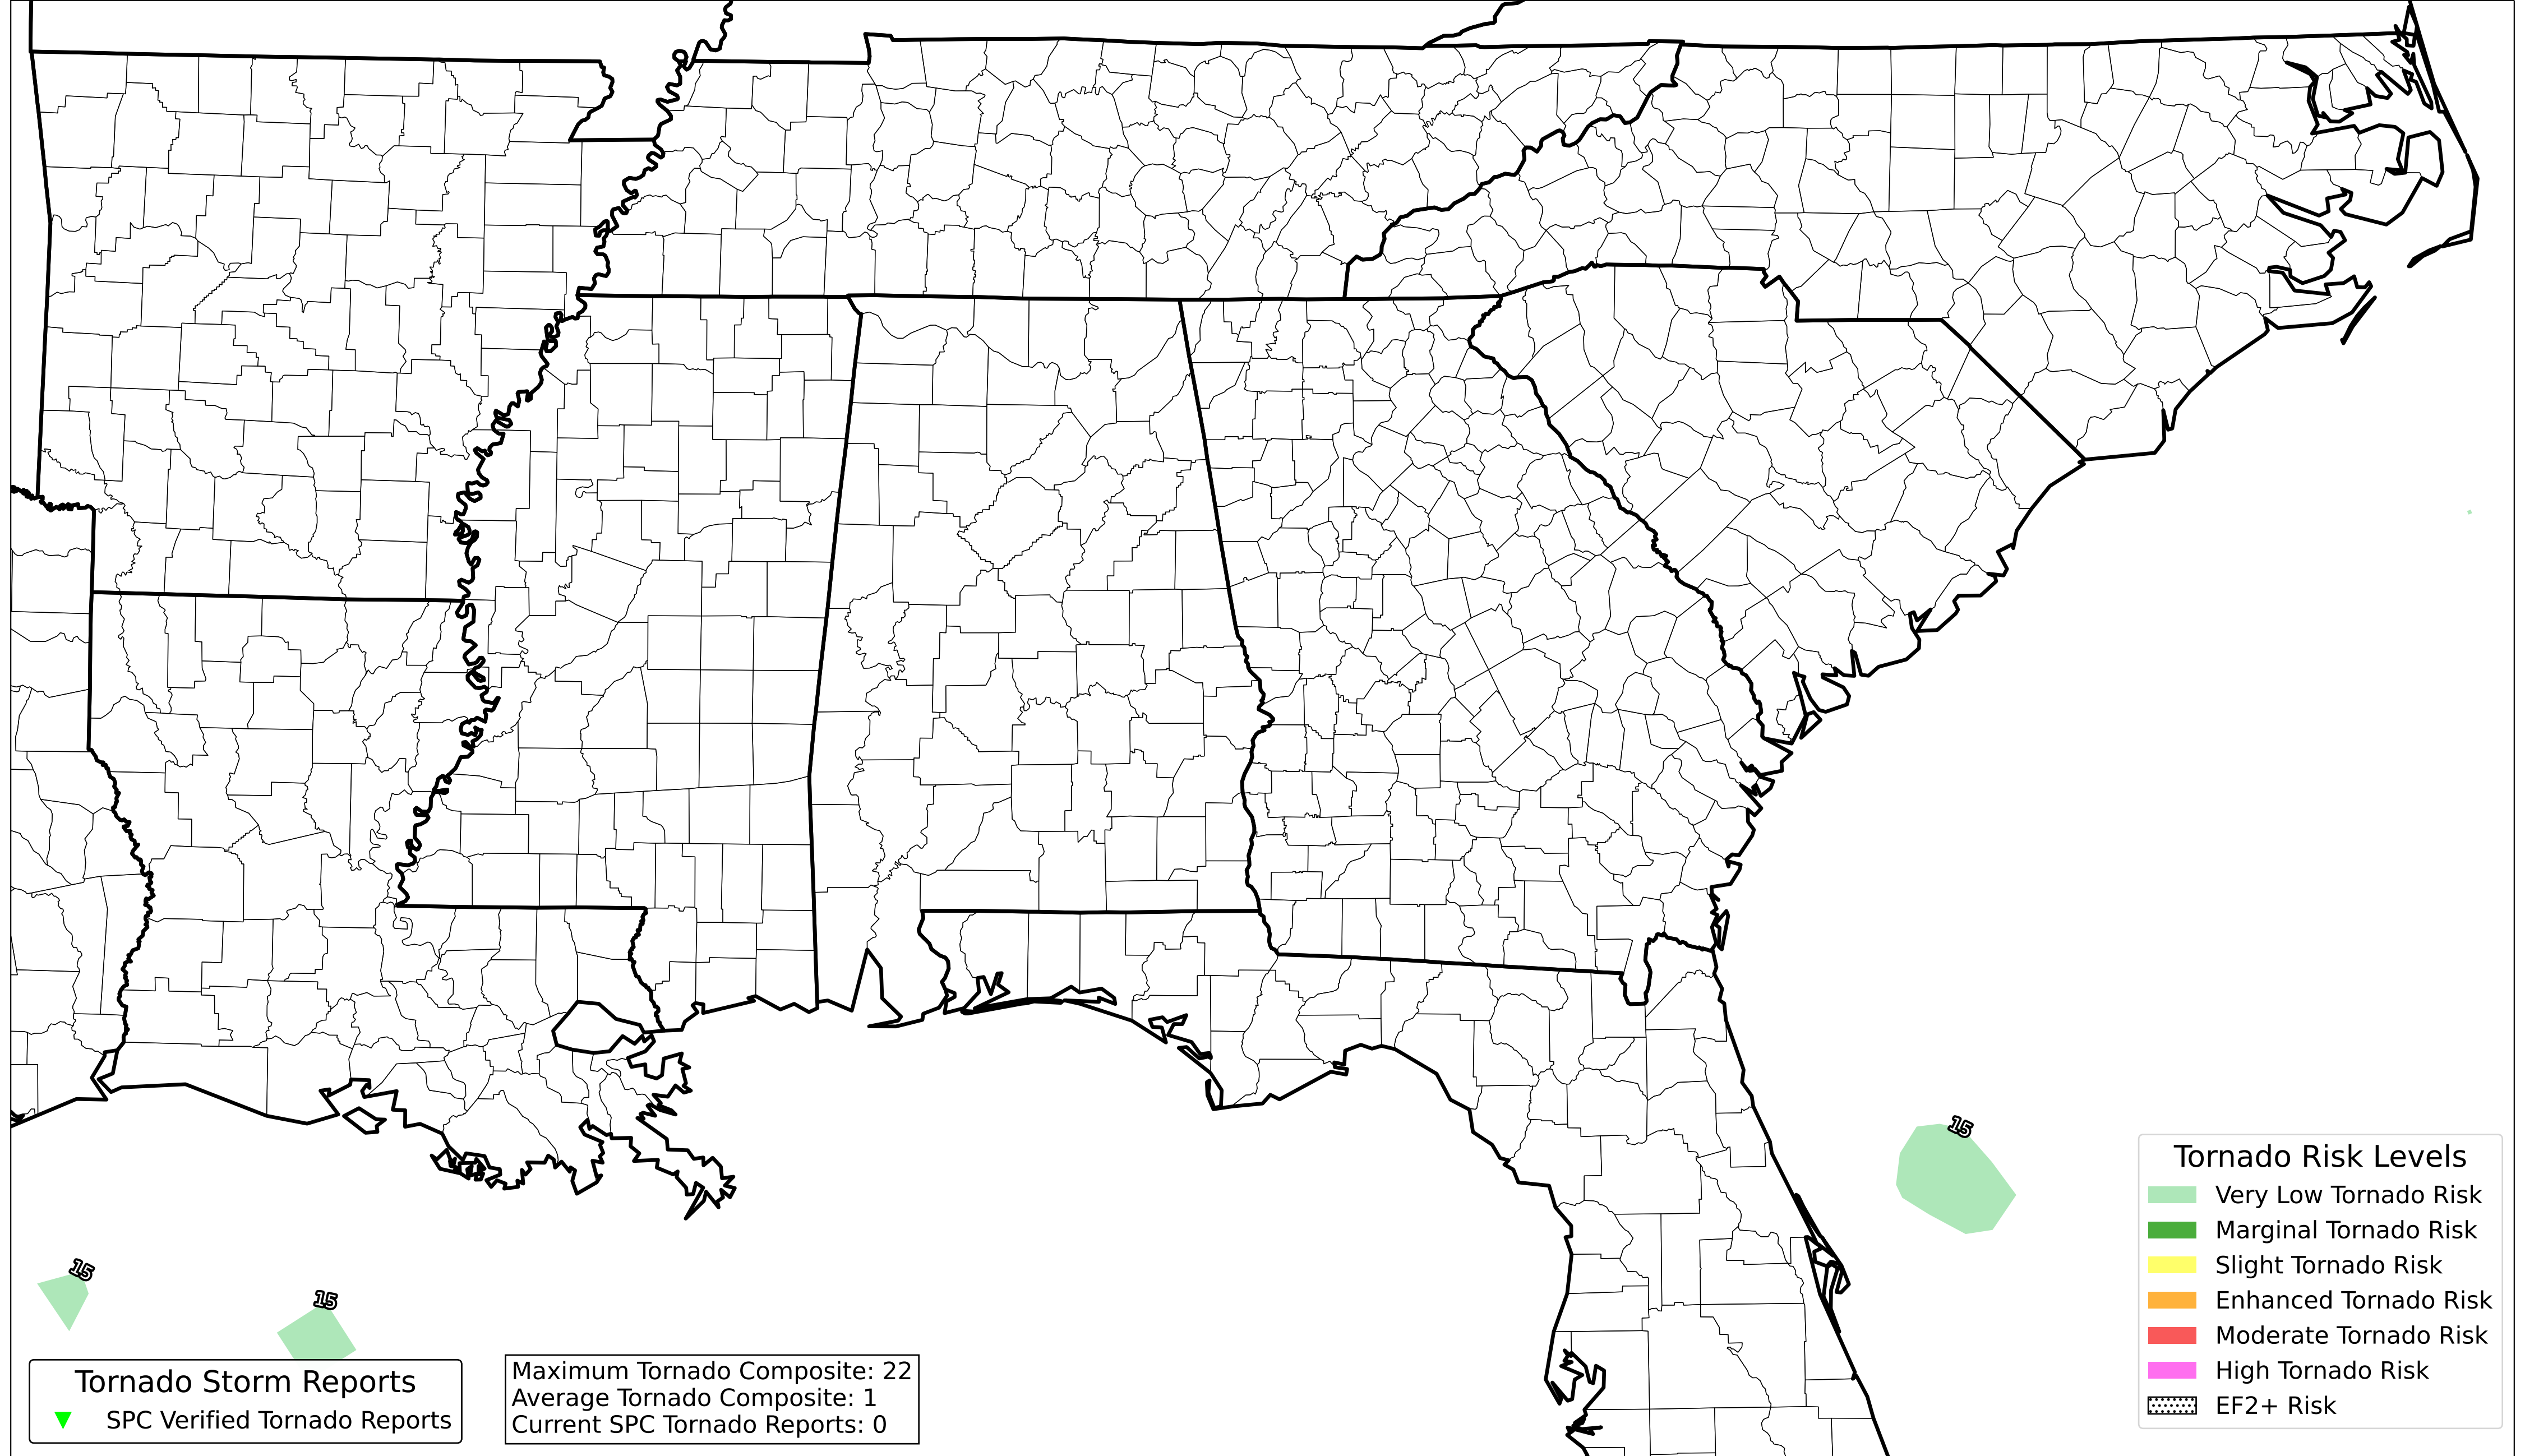 15
15
15
Tornado Risk Levels
Very Low Tornado Risk
Marginal Tornado Risk
Slight Tornado Risk
Enhanced Tornado Risk
Moderate Tornado Risk
High Tornado Risk
EF2+ Risk
Tornado Storm Reports
SPC Verified Tornado Reports
Maximum Tornado Composite: 22
Average Tornado Composite: 1
Current SPC Tornado Reports: 0